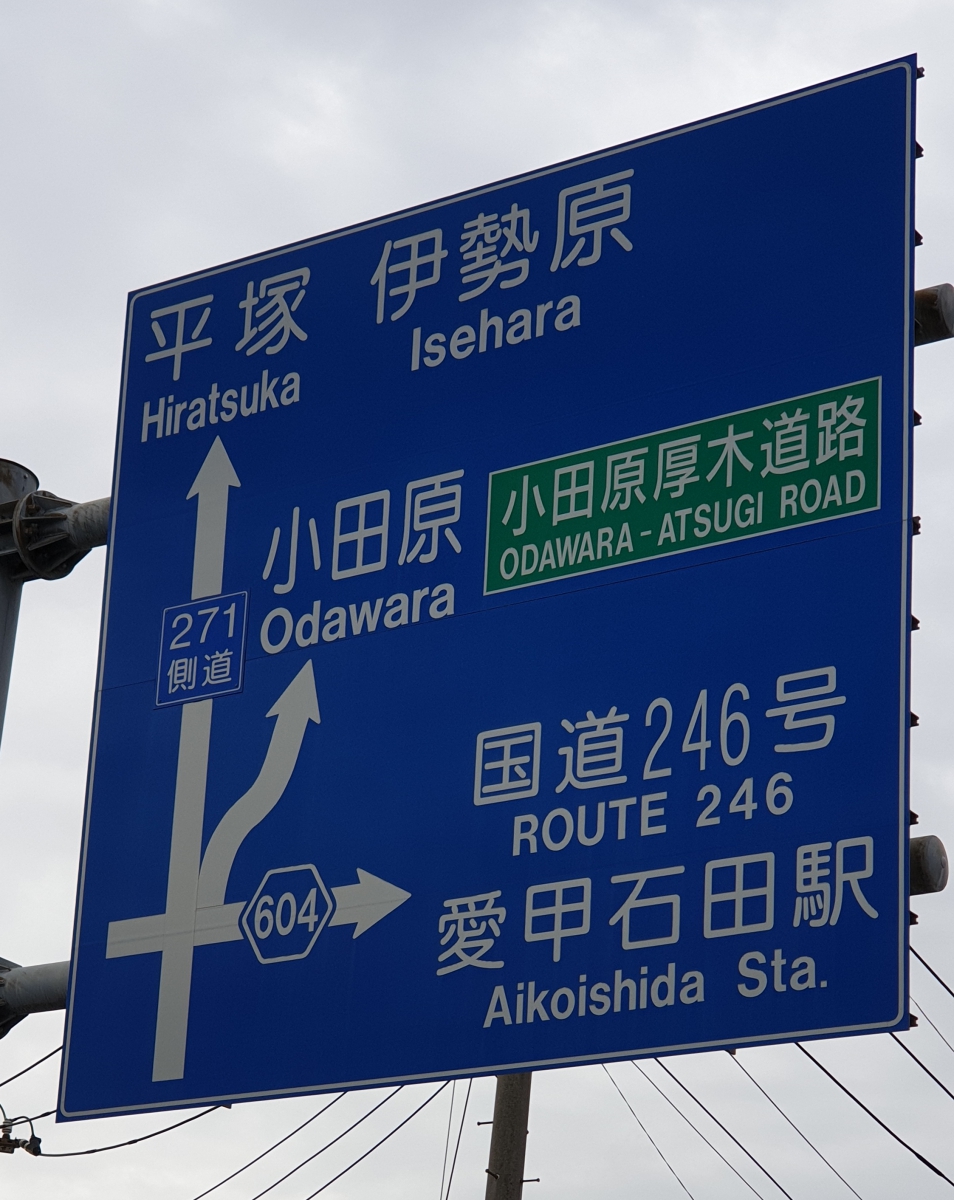 平塚 伊勢原
Hiratsuka Isehara
小田原 小田原厚木道路
Odawara ODAWARA-ATSUGI ROAD
271
側道
国道246号
ROUTE 246
604
愛甲石田駅
Aikoishida Sta.